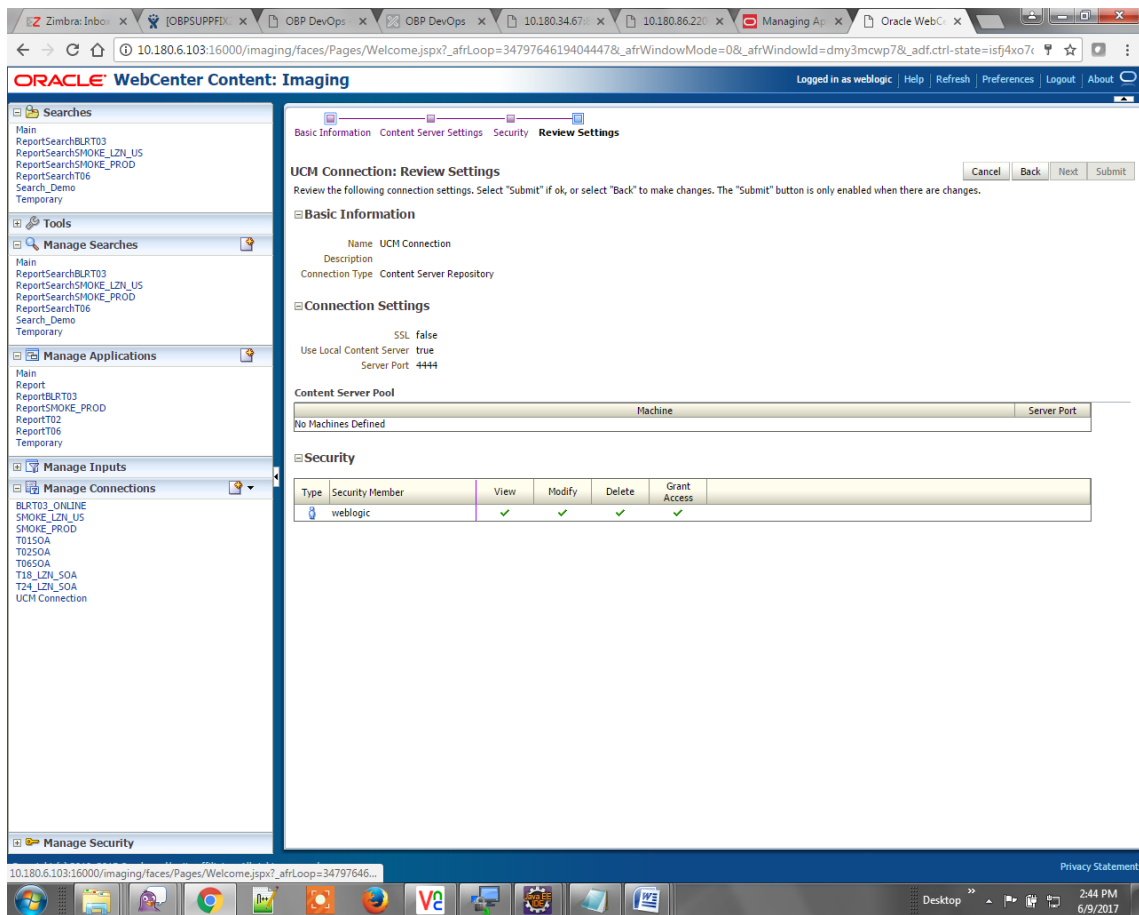 Zimbra: Inbo
[OBPSUPPFIX
OBP DevOps
OBP DevOps
10.180.34.67:
10.180.86.220
Managing Ap
Oracle WebCe
10.180.6.103:16000/imaging/faces/Pages/Welcome.jspx?_afrLoop=34797646194044478&_afrWindowMode=0&_afrWindowId=dmy3mcwp7&_adf.ctrl-state=isfj4xo7c
ORACLE WebCenter Content: Imaging
Logged in as weblogic Help Refresh Preferences Logout About
Searches
Main
ReportSearchBLRT03
ReportSearchSMOKE_LZN_US
ReportSearchSMOKE_PROD
ReportSearchT06
Search_Demo
Temporary
Tools
Manage Searches
Main
ReportSearchBLRT03
ReportSearchSMOKE_LZN_US
ReportSearchSMOKE_PROD
ReportSearchT06
Search_Demo
Temporary
Manage Applications
Main
Report
ReportBLRT03
ReportSMOKE_PROD
ReportT02
ReportT06
Temporary
Manage Inputs
Manage Connections
BLRT03_ONLINE
SMOKE_LZN_US
SMOKE_PROD
T01SOA
T02SOA
T06SOA
T18_LZN_SOA
T24_LZN_SOA
UCM Connection
Manage Security
Basic Information Content Server Settings Security Review Settings
UCM Connection: Review Settings
Cancel Back Next Submit
Review the following connection settings. Select "Submit" if ok, or select "Back" to make changes. The "Submit" button is only enabled when there are changes.
Basic Information
Name UCM Connection
Description
Connection Type Content Server Repository
Connection Settings
SSL false
Use Local Content Server true
Server Port 4444
Content Server Pool
Machine Server Port
No Machines Defined
Security
Type Security Member View Modify Delete Grant Access
weblogic
Privacy Statement
10.180.6.103:16000/imaging/faces/Pages/Welcome.jspx?_afrLoop=34797646...
Desktop
2:44 PM
6/9/2017